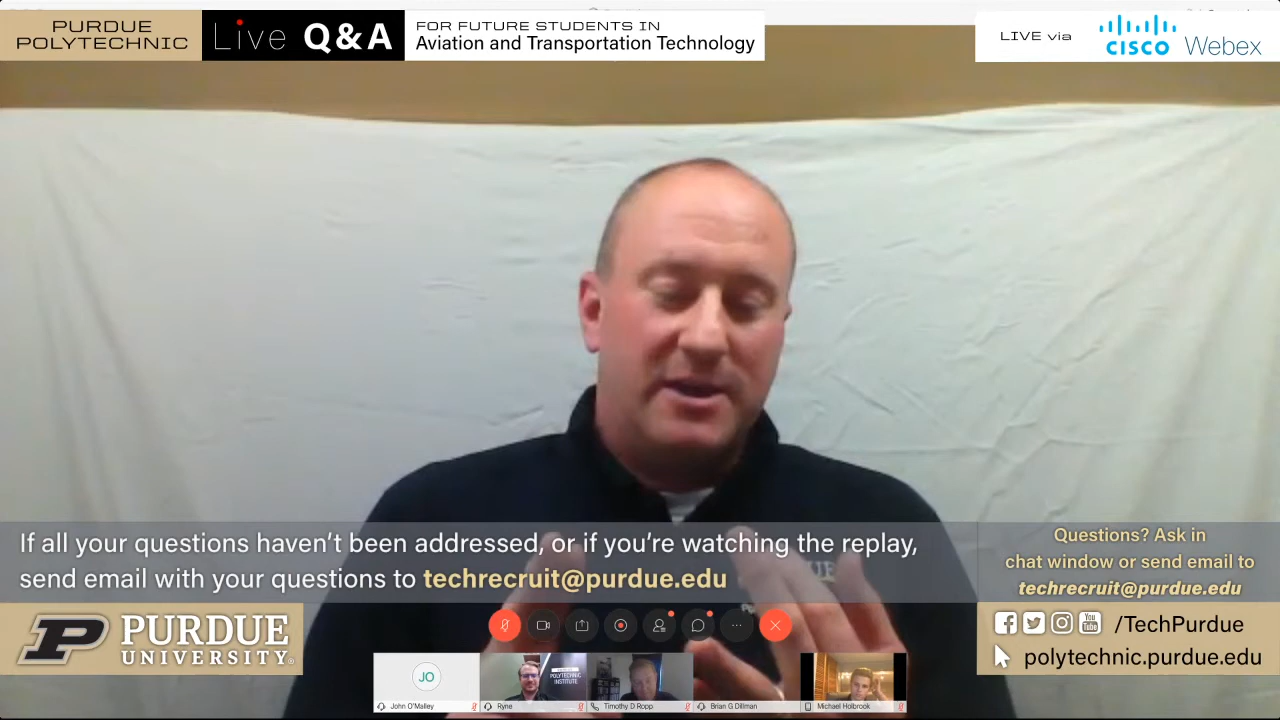 PURDUE
POLYTECHNIC
Live Q&A
FOR FUTURE STUDENTS IN
Aviation and Transportation Technology
LIVE via
CISCO Webex
If all your questions haven't been addressed, or if you're watching the replay,
send email with your questions to techrecruit@purdue.edu
Questions? Ask in
chat window or send email to
techrecruit@purdue.edu
P PURDUE
UNIVERSITY®
/TechPurdue
polytechnic.purdue.edu
JO
POLYTECHNIC
INSTITUTE
John O'Malley
Ryne
Timothy D Ropp
Brian G Dillman
Michael Holbrook